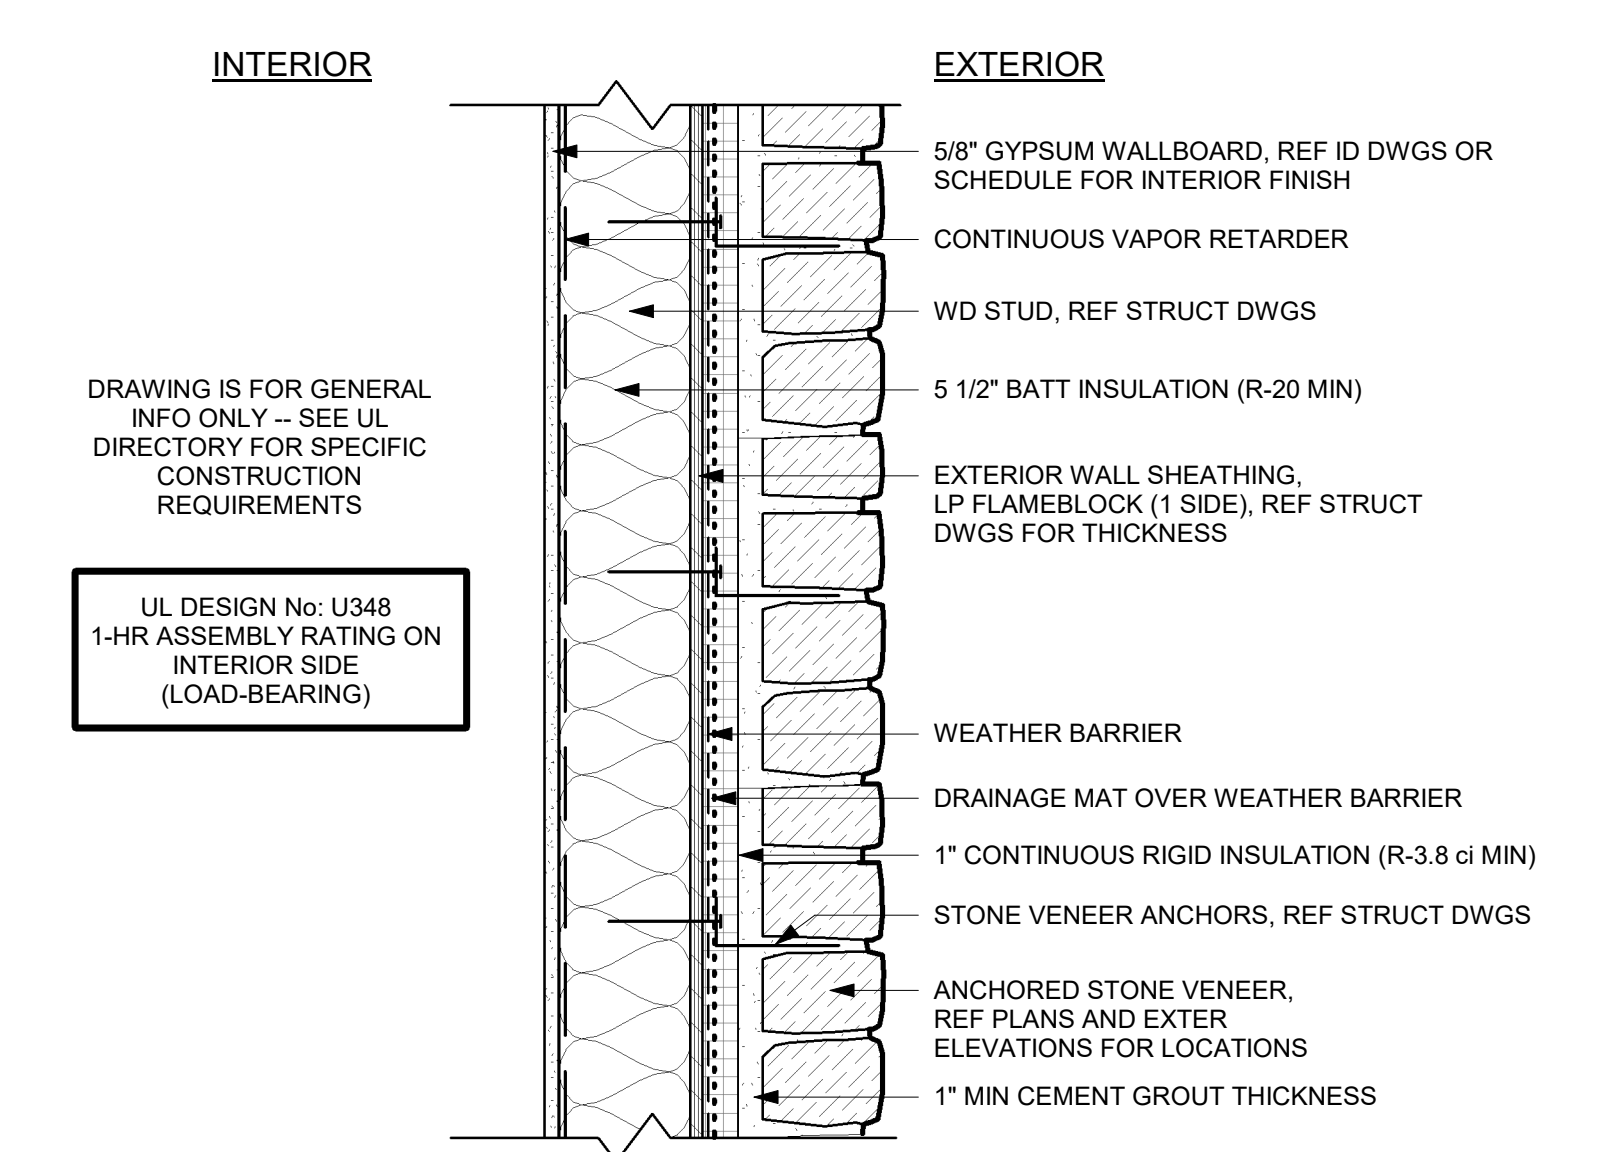 INTERIOR
EXTERIOR
5/8" GYPSUM WALLBOARD, REF ID DWGS OR
SCHEDULE FOR INTERIOR FINISH
CONTINUOUS VAPOR RETARDER
WD STUD, REF STRUCT DWGS
5 1/2" BATT INSULATION (R-20 MIN)
EXTERIOR WALL SHEATHING,
LP FLAMEBLOCK (1 SIDE), REF STRUCT
DWGS FOR THICKNESS
WEATHER BARRIER
DRAINAGE MAT OVER WEATHER BARRIER
1" CONTINUOUS RIGID INSULATION (R-3.8 ci MIN)
STONE VENEER ANCHORS, REF STRUCT DWGS
ANCHORED STONE VENEER,
REF PLANS AND EXTER
ELEVATIONS FOR LOCATIONS
1" MIN CEMENT GROUT THICKNESS
DRAWING IS FOR GENERAL
INFO ONLY -- SEE UL
DIRECTORY FOR SPECIFIC
CONSTRUCTION
REQUIREMENTS
UL DESIGN No: U348
1-HR ASSEMBLY RATING ON
INTERIOR SIDE
(LOAD-BEARING)